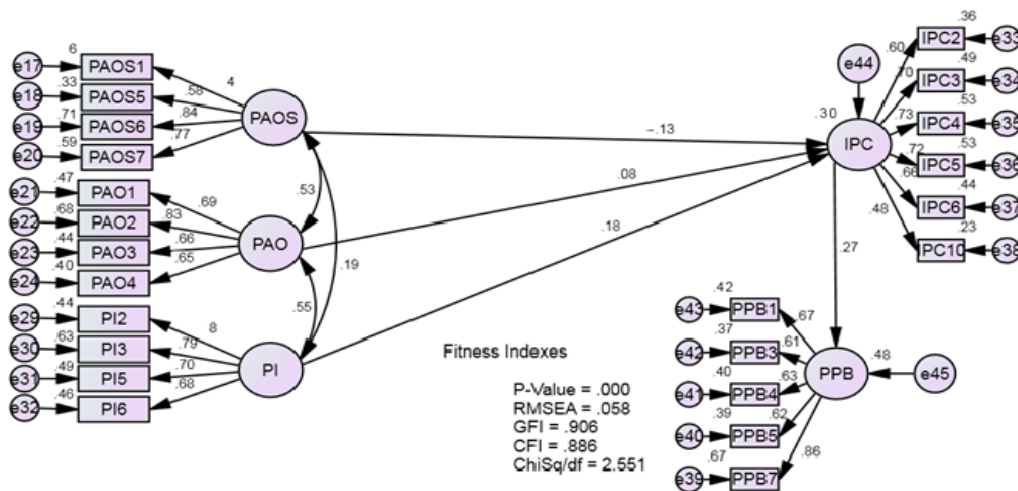 6
e17
PAOS1
.33
.58
4
e18
PAOS5
.71
.84
e19
PAOS6
PAOS
.59
.77
e20
PAOS7
.47
e21
PAO1
.69
.68
.83
e22
PAO2
.44
.66
PAO
e23
PAO3
.40
.65
e24
PAO4
.44
e29
PI2
8
.63
.79
e30
PI3
.49
.70
PI
e31
PI5
.46
.68
e32
PI6
.53
.19
.55
-.13
.08
.18
e44
.30
IPC
.36
.60
IPC2
e33
.49
.70
IPC3
e34
.53
.73
IPC4
e35
.53
.72
IPC5
e36
.66
.44
IPC6
e37
.48
.23
IPC10
e38
.27
.42
e43
PPB1
.67
.37
e42
PPB3
.61
.48
.40
PPB
e45
e41
PPB4
.63
.39
.62
e40
PPB5
.67
.86
e39
PPB7
Fitness Indexes
P-Value = .000
RMSEA = .058
GFI = .906
CFI = .886
ChiSq/df = 2.551